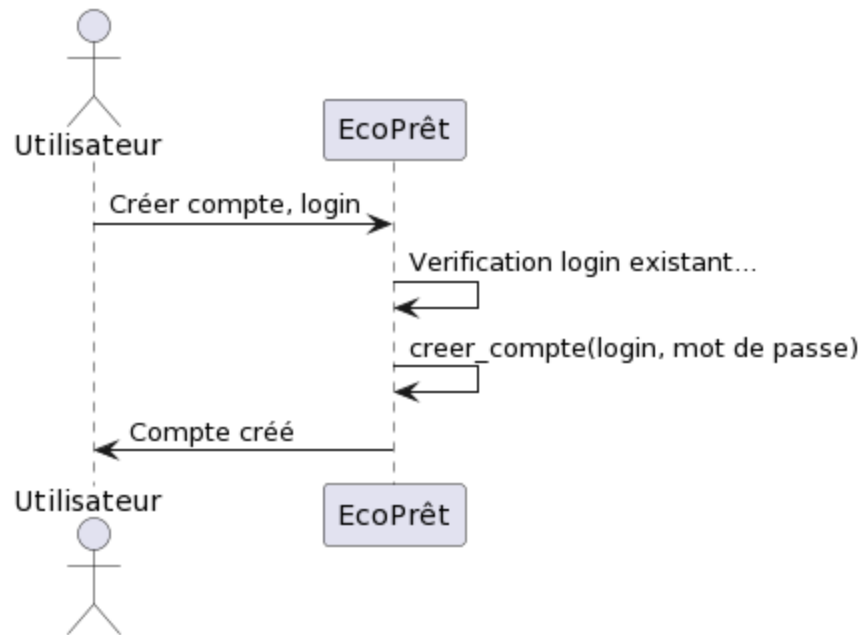 Utilisateur
EcoPrêt
Créer compte, login
Verification login existant...
creer_compte(login, mot de passe)
Compte créé
Utilisateur
EcoPrêt